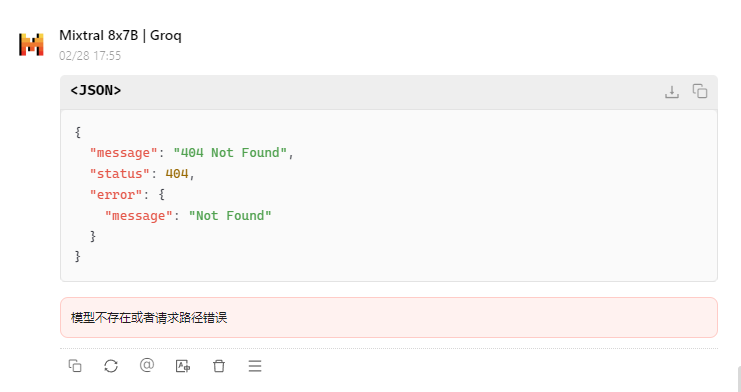 Mixtral 8x7B | Groq
02/28 17:55
<JSON>
{
"message": "404 Not Found",
"status": 404,
"error": {
"message": "Not Found"
}
}
模型不存在或者请求路径错误
@